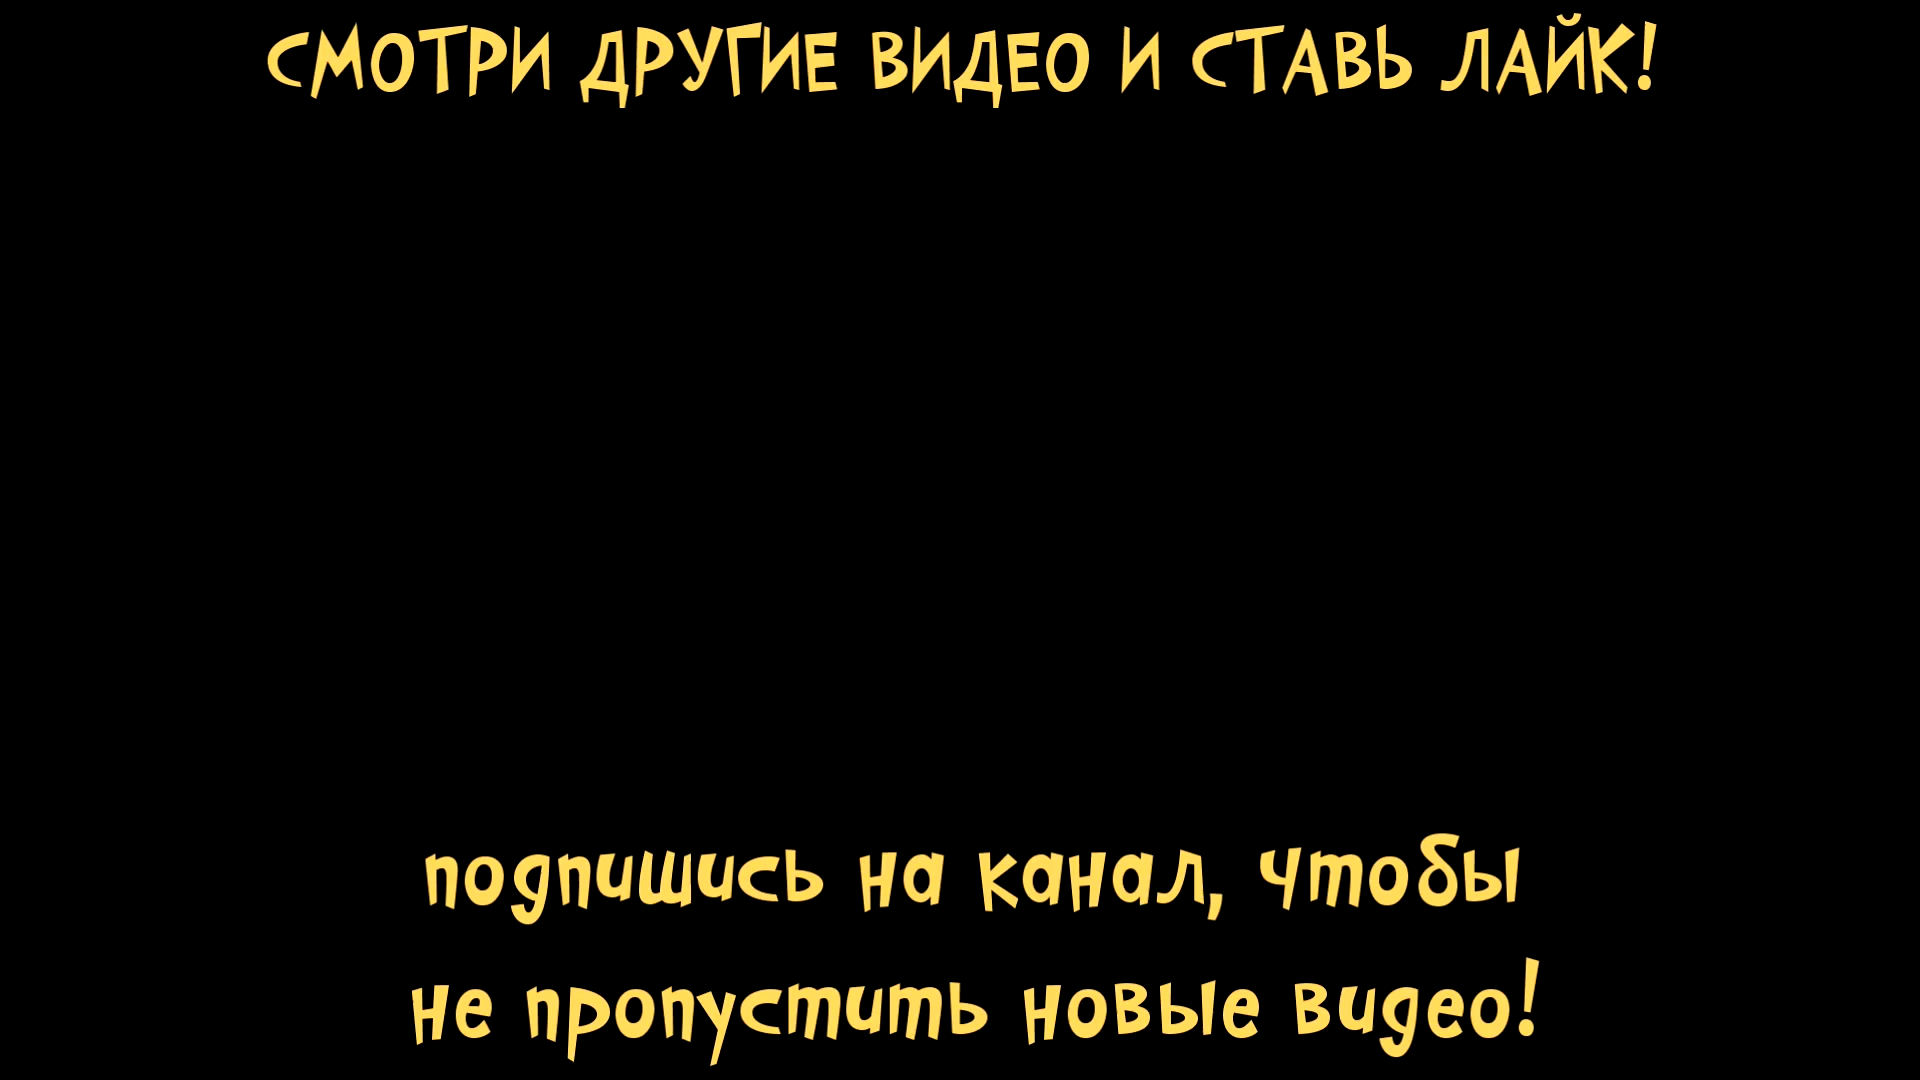 СМОТРИ ДРУГИЕ ВИДЕО И СТАВЬ ЛАЙК!
подпишись на канал, чтобы
не пропустить новые видео!